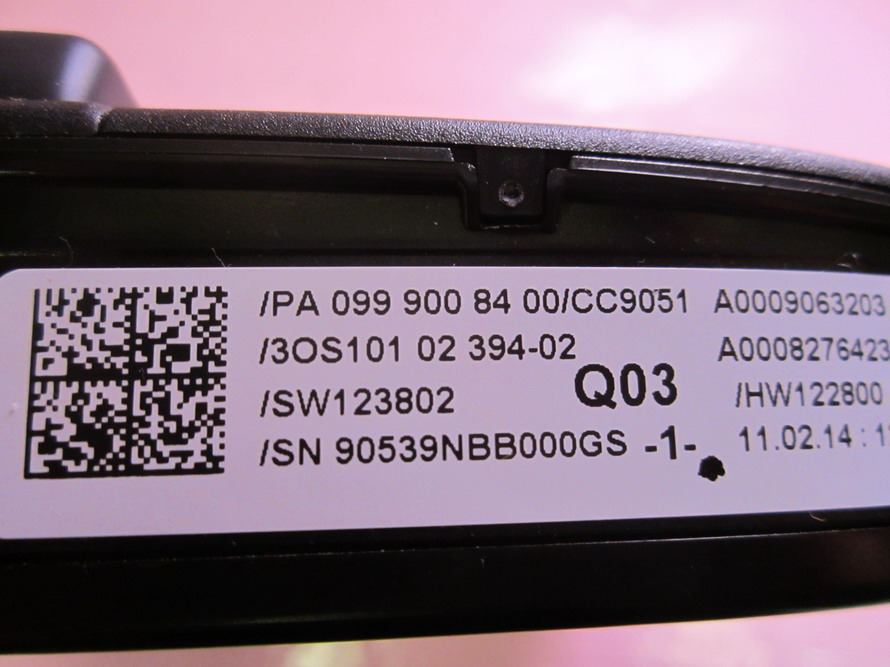 /PA 099 900 84 00/CC9051 A0009063203
/3OS101 02 394-02 A0008276423
/SW123802 Q03 /HW122800
/SN 90539NBB000GS -1- 11.02.14 : 1